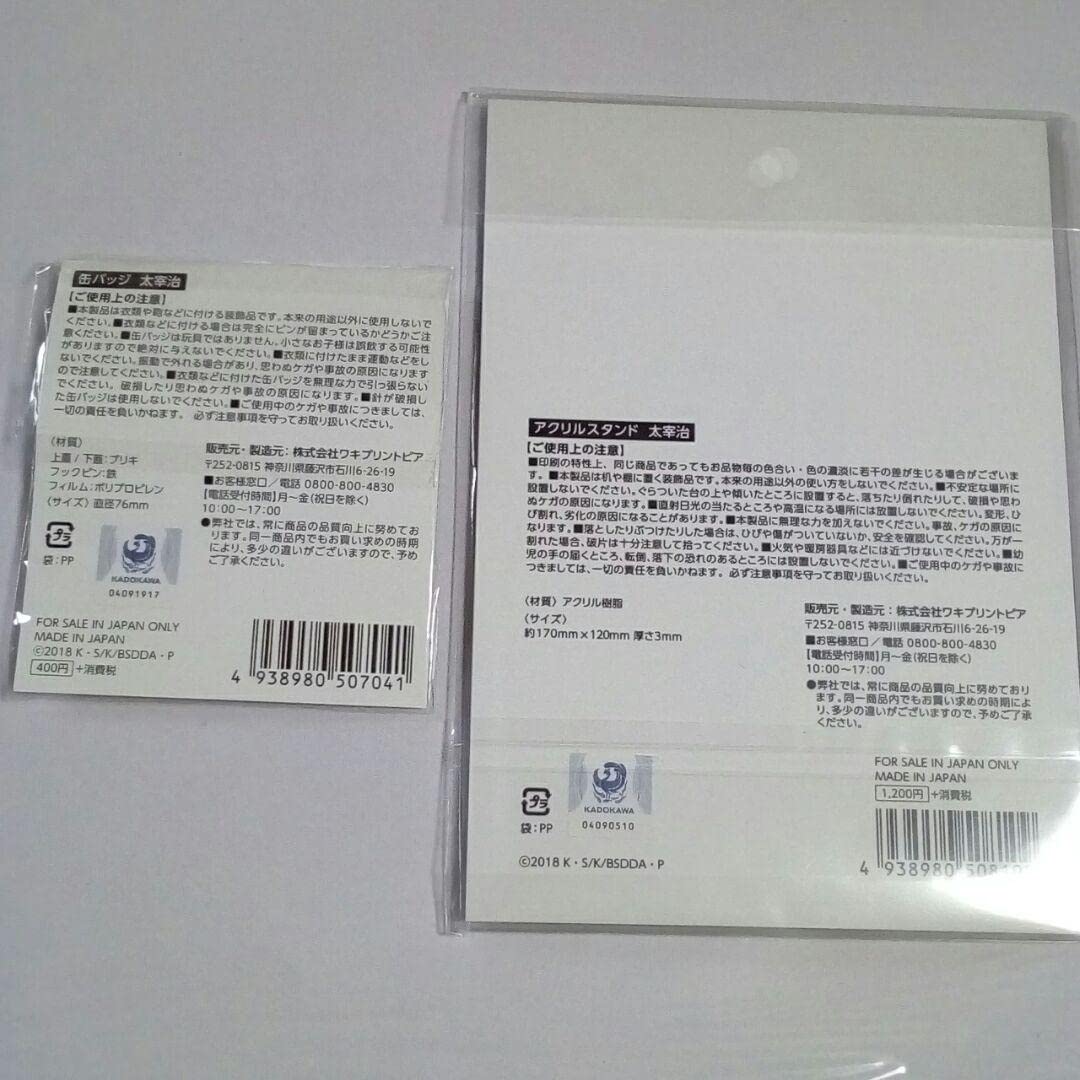 缶バッジ 太宰治
【ご使用上の注意】
■本製品は衣類や鞄などに付ける装飾品です。本来の用途以外に使用しないで
ください。■衣類などに付ける場合は完全にピンが留まっているかどうかご注
意ください。■缶バッジは玩具ではありません。小さなお子様は誤飲する可能性
がありますので絶対に与えないでください。■衣類に付けたまま運動などをし
ないでください。振動で外れる場合があり、思わぬケガや事故の原因になります
ので注意してください。■衣類などに付けた缶バッジを無理な力で引っ張らない
でください。破損したり思わぬケガや事故の原因になります。■針が破損し
た缶バッジは使用しないでください。■ご使用中のケガや事故につきましては、
一切の責任を負いかねます。 必ず注意事項を守ってお取り扱いください。
〈材質〉
上蓋/下蓋:ブリキ
フックピン:鉄
フィルム:ポリプロピレン
〈サイズ〉直径76mm
プラ
袋:PP
KADOKAWA
04091917
販売元・製造元:株式会社ワキプリントピア
〒252-0815 神奈川県藤沢市石川6-26-19
■お客様窓口/電話 0800-800-4830
【電話受付時間】月〜金(祝日を除く)
10:00〜17:00
●弊社では、常に商品の品質向上に努めてお
ります。同一商品内でもお買い求めの時期
により、多少の違いがございますので、予め
ご了承ください。
FOR SALE IN JAPAN ONLY
MADE IN JAPAN
©2018 K・S/K/BSDDA・P
400円+消費税
4 938980 507041
アクリルスタンド 太宰治
【ご使用上の注意】
■印刷の特性上、同じ商品であってもお品物毎の色合い・色の濃淡に若干の差が生じる場合がございま
す。■本製品は机や棚に置く装飾品です。本来の用途以外の使い方をしないでください。■不安定な場所に
設置しないでください。ぐらついた台の上や傾いたところに設置すると、落ちたり倒れたりして、破損や思わ
ぬケガの原因になります。■直射日光の当たるところや高温になる場所には放置しないでください。変形、ひ
び割れ、劣化の原因になることがあります。■本製品に無理な力を加えないでください。事故、ケガの原因に
なります。■落としたりぶつけたりした場合は、ひびや傷がついていないか、安全を確認してください。万が一
割れた場合、破片は十分注意して拾ってください。■火気や暖房器具などには近づけないでください。■幼
児の手の届くところ、転倒、落下の恐れのあるところには設置しないでください。■ご使用中のケガや事故に
つきましては、一切の責任を負いかねます。 必ず注意事項を守ってお取り扱いください。
〈材質〉 アクリル樹脂
〈サイズ〉
約170mm×120mm 厚さ3mm
販売元・製造元:株式会社ワキプリントピア
〒252-0815 神奈川県藤沢市石川6-26-19
■お客様窓口/電話 0800-800-4830
【電話受付時間】月〜金(祝日を除く)
10:00〜17:00
●弊社では、常に商品の品質向上に努めており
ます。同一商品内でもお買い求めの時期によ
り、多少の違いがございますので、予めご了承
ください。
プラ
袋:PP
KADOKAWA
04090510
©2018 K・S/K/BSDDA・P
FOR SALE IN JAPAN ONLY
MADE IN JAPAN
1,200円+消費税
4 938980